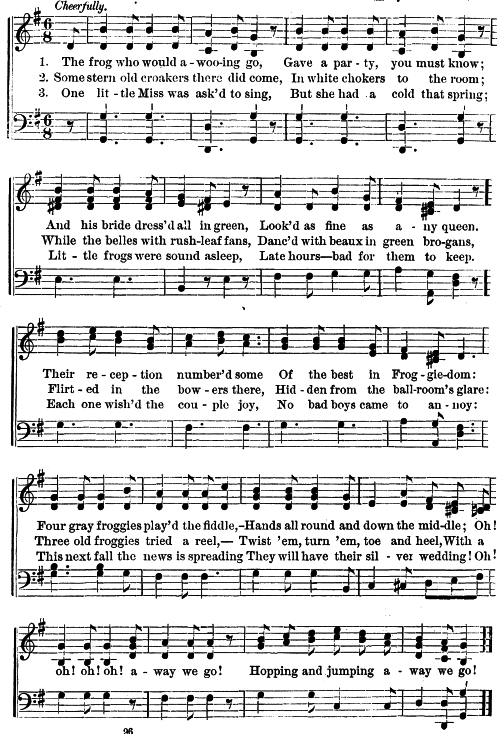 Cheerfully.
6 8
1. The frog who would a-woo-ing go, Gave a par-ty, you must know;
2. Some stern old croakers there did come, In white chokers to the room;
3. One lit-tle Miss was ask'd to sing, But she had a cold that spring;
6 8
And his bride dress'd all in green, Look'd as fine as a-ny queen.
While the belles with rush-leaf fans, Danc'd with beaux in green bro-gans,
Lit-tle frogs were sound asleep, Late hours—bad for them to keep.
Their re-cep-tion number'd some Of the best in Frog-gie-dom:
Flirt-ed in the bow-ers there, Hid-den from the ball-room's glare:
Each one wish'd the cou-ple joy, No bad boys came to an-noy:
Four gray froggies play'd the fiddle,-Hands all round and down the mid-dle; Oh!
Three old froggies tried a reel,— Twist 'em, turn 'em, toe and heel, With a
This next fall the news is spreading They will have their sil-ver wedding! Oh!
oh! oh! oh! a-way we go! Hopping and jumping a-way we go!
26